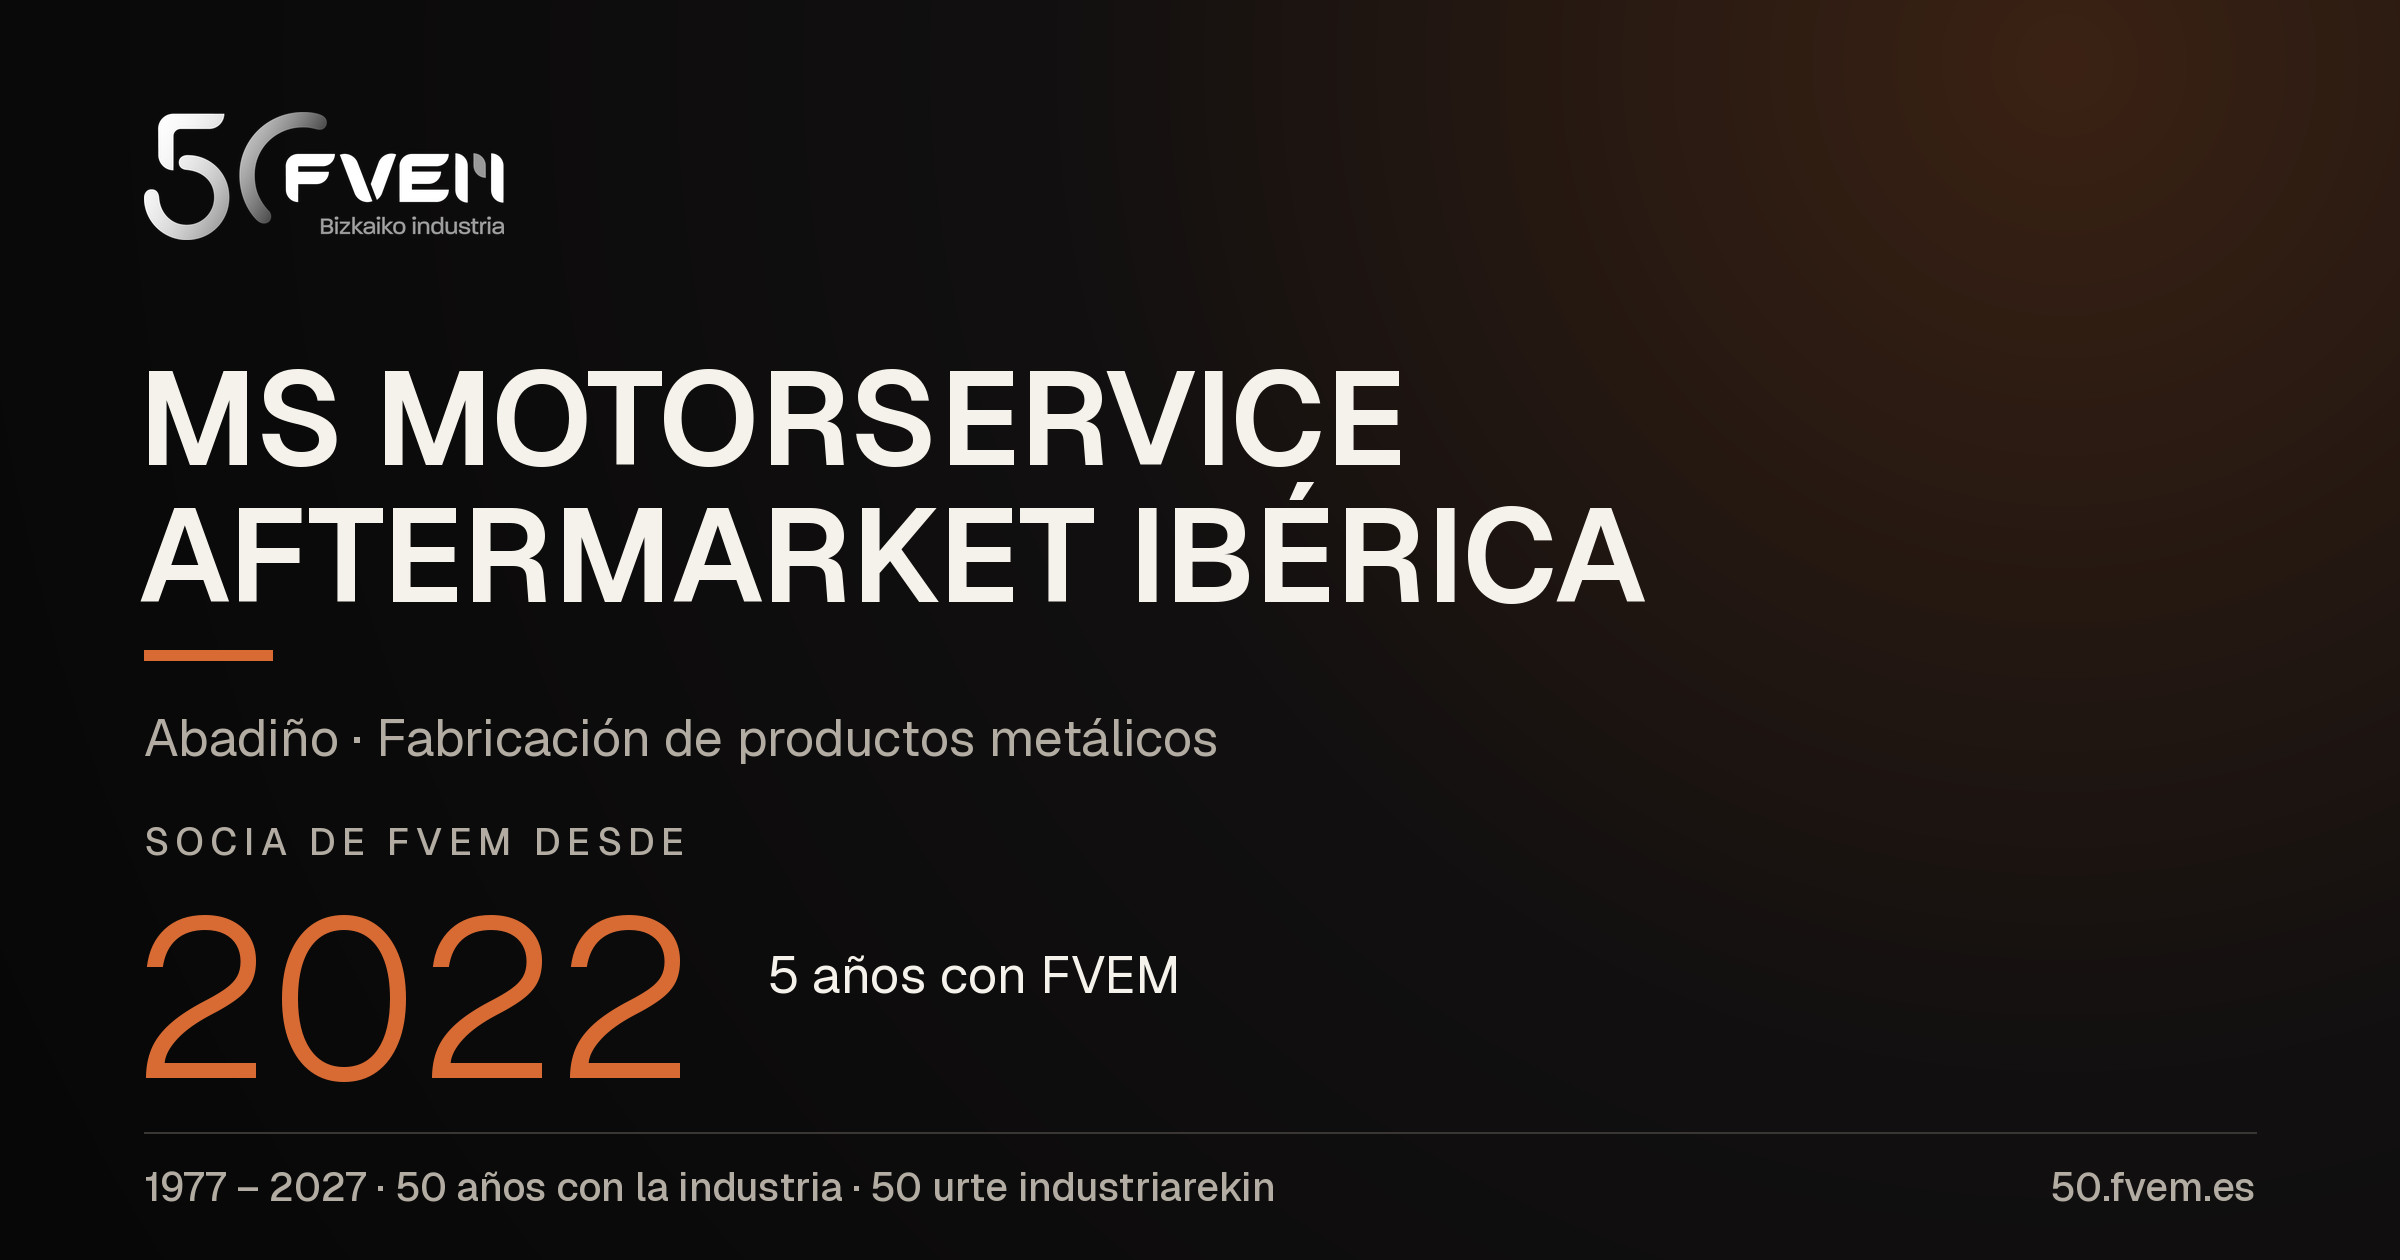 50 FVEM
Bizkaiko industria
MS MOTORSERVICE
AFTERMARKET IBÉRICA
Abadiño · Fabricación de productos metálicos
SOCIA DE FVEM DESDE
2022
5 años con FVEM
1977 – 2027 · 50 años con la industria · 50 urte industriarekin
50.fvem.es